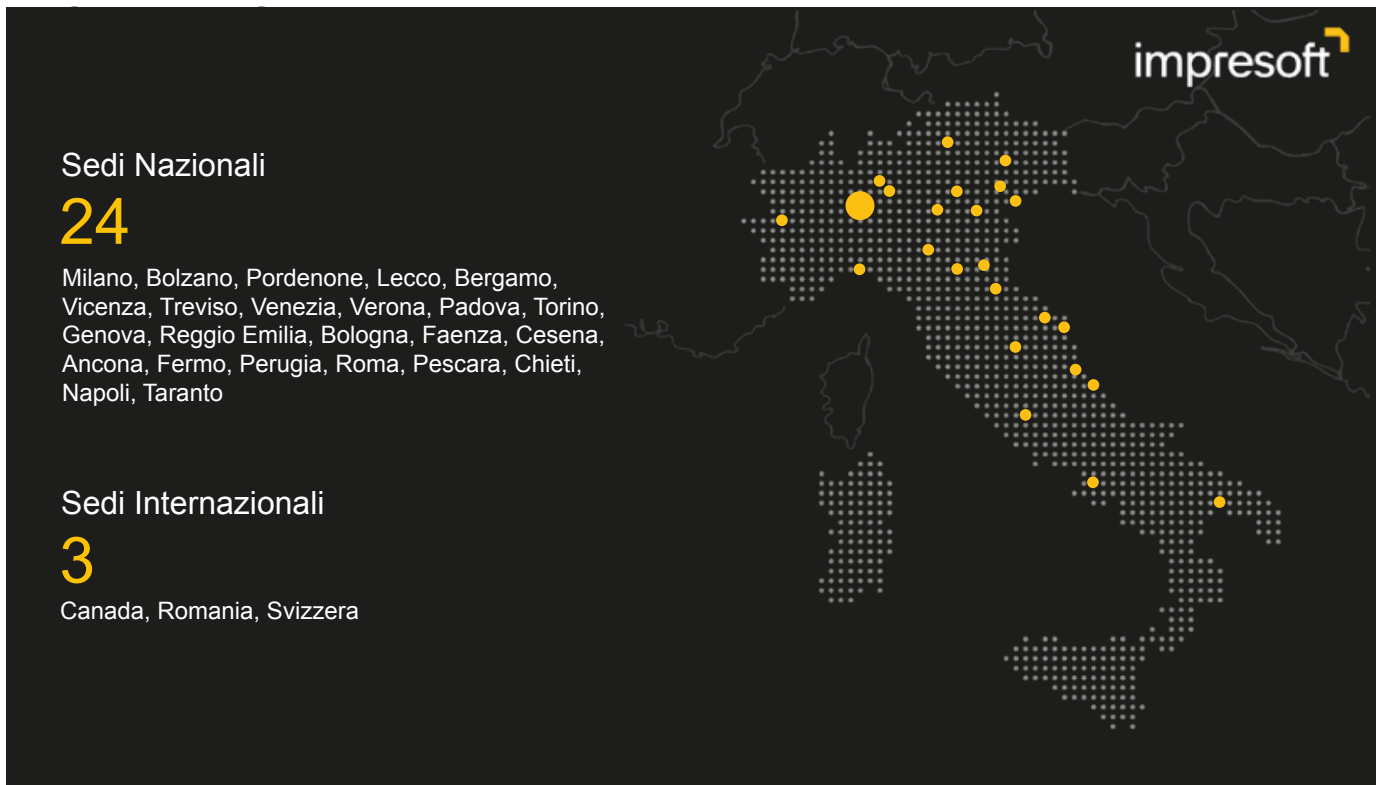 impresoft
Sedi Nazionali
24
Milano, Bolzano, Pordenone, Lecco, Bergamo,
Vicenza, Treviso, Venezia, Verona, Padova, Torino,
Genova, Reggio Emilia, Bologna, Faenza, Cesena,
Ancona, Fermo, Perugia, Roma, Pescara, Chieti,
Napoli, Taranto
Sedi Internazionali
3
Canada, Romania, Svizzera